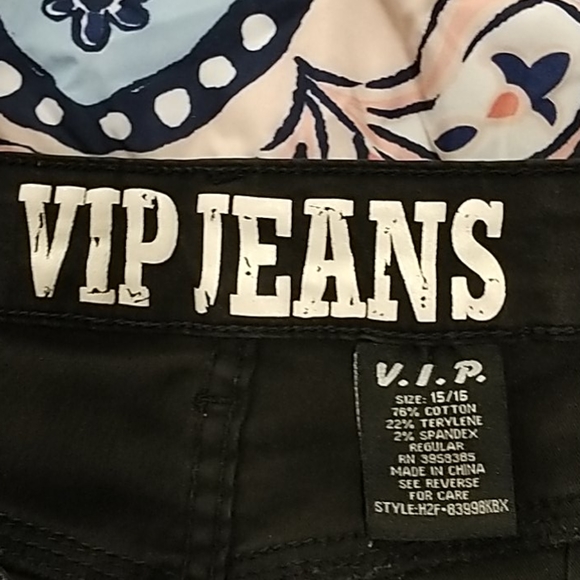 VIP JEANS
V.I.P.
SIZE: 15/16
76% COTTON
22% TERYLENE
2% SPANDEX
REGULAR
RN 3959385
MADE IN CHINA
SEE REVERSE
FOR CARE
STYLE:H2F-83998KBX